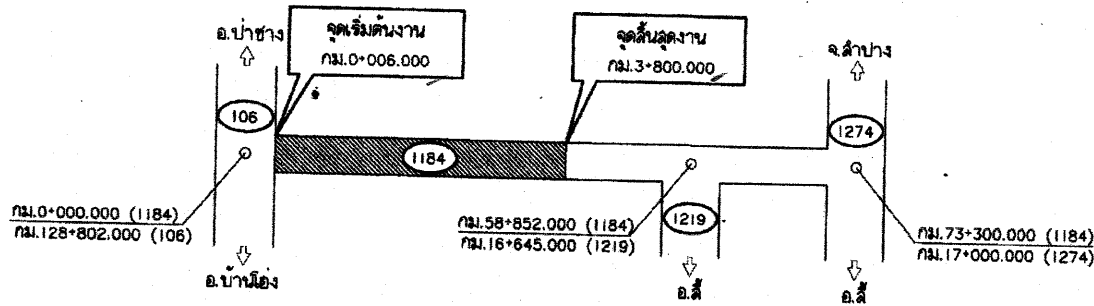 อ.ป่าซาง
จุดเริ่มต้นงาน
กม.0+006.000
จุดสิ้นสุดงาน
กม.3+800.000
จ.ลำปาง
106
1184
1274
กม.0+000.000 (1184)
กม.128+802.000 (106)
กม.58+852.000 (1184)
กม.16+645.000 (1219)
1219
กม.73+300.000 (1184)
กม.17+000.000 (1274)
อ.บ้านโฮ่ง
อ.ลี้
อ.ลี้